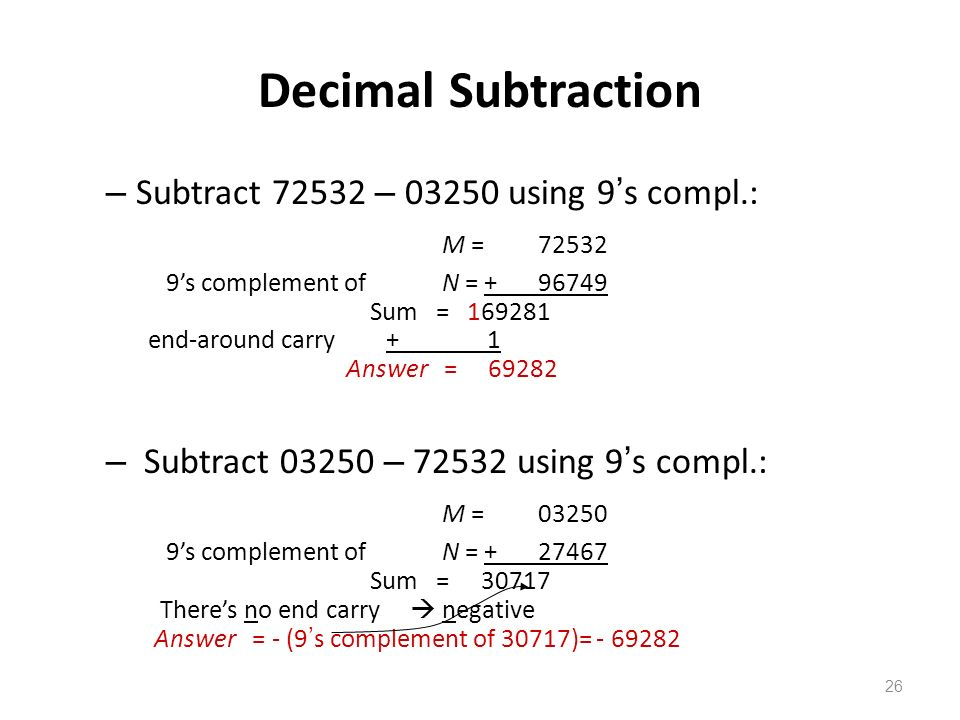 Decimal Subtraction
– Subtract 72532 – 03250 using 9’s compl.:
M = 72532
9’s complement of N = + 96749
Sum = 169281
end-around carry + 1
Answer = 69282
– Subtract 03250 – 72532 using 9’s compl.:
M = 03250
9’s complement of N = + 27467
Sum = 30717
There’s no end carry → negative
Answer = - (9’s complement of 30717)= - 69282
26